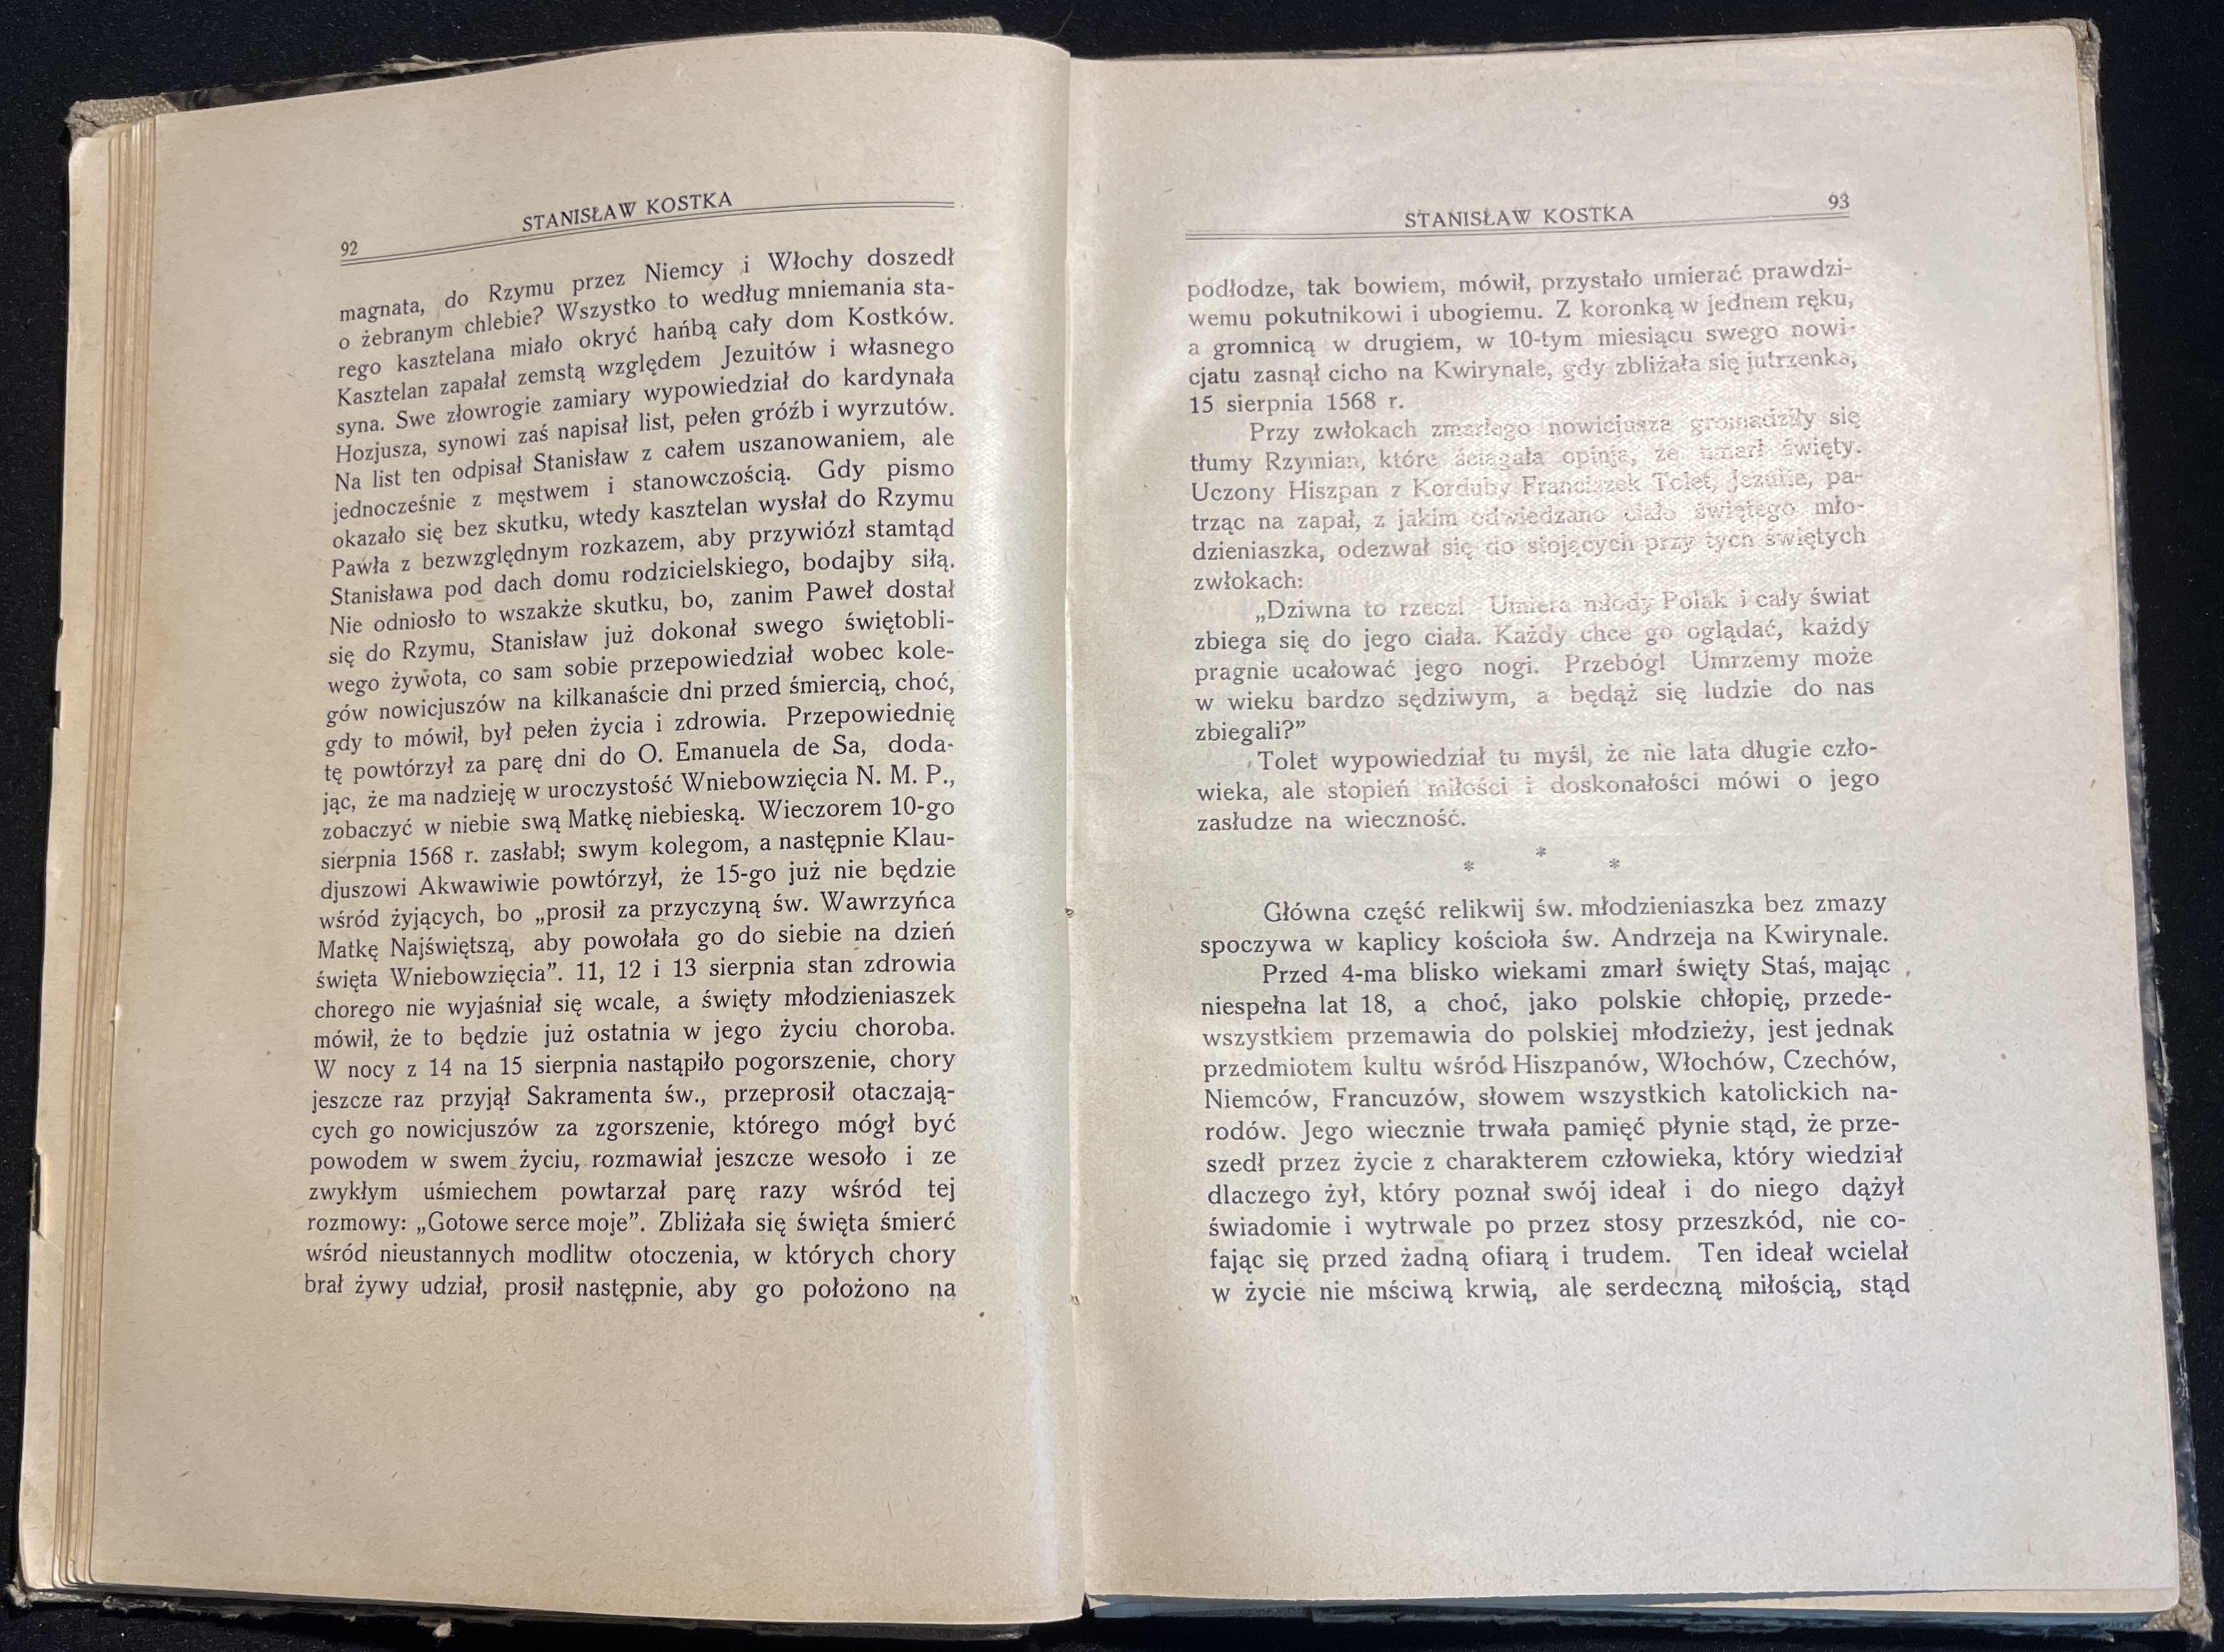 92
STANISŁAW KOSTKA
magnata, do Rzymu przez Niemcy i Włochy doszedł
o żebranym chlebie? Wszystko to według mniemania sta-
rego kasztelana miało okryć hańbą cały dom Kostków.
Kasztelan zapałał zemstą względem Jezuitów i własnego
syna. Swe złowrogie zamiary wypowiedział do kardynała
Hozjusza, synowi zaś napisał list, pełen gróźb i wyrzutów.
Na list ten odpisał Stanisław z całem uszanowaniem, ale
jednocześnie z męstwem i stanowczością. Gdy pismo
okazało się bez skutku, wtedy kasztelan wysłał do Rzymu
Pawła z bezwzględnym rozkazem, aby przywiózł stamtąd
Stanisława pod dach domu rodzicielskiego, bodajby siłą.
Nie odniosło to wszakże skutku, bo, zanim Paweł dostał
się do Rzymu, Stanisław już dokonał swego świętobli-
wego żywota, co sam sobie przepowiedział wobec kole-
gów nowicjuszów na kilkanaście dni przed śmiercią, choć,
gdy to mówił, był pełen życia i zdrowia. Przepowiednię
tę powtórzył za parę dni do O. Emanuela de Sa, doda-
jąc, że ma nadzieję w uroczystość Wniebowzięcia N. M. P.,
zobaczyć w niebie swą Matkę niebieską. Wieczorem 10-go
sierpnia 1568 r. zasłabł; swym kolegom, a następnie Klau-
djuszowi Akwawiwie powtórzył, że 15-go już nie będzie
wśród żyjących, bo „prosił za przyczyną św. Wawrzyńca
Matkę Najświętszą, aby powołała go do siebie na dzień
święta Wniebowzięcia”. 11, 12 i 13 sierpnia stan zdrowia
chorego nie wyjaśniał się wcale, a święty młodzieniaszek
mówił, że to będzie już ostatnia w jego życiu choroba.
W nocy z 14 na 15 sierpnia nastąpiło pogorszenie, chory
jeszcze raz przyjął Sakramenta św., przeprosił otaczają-
cych go nowicjuszów za zgorszenie, którego mógł być
powodem w swem życiu, rozmawiał jeszcze wesoło i ze
zwykłym uśmiechem powtarzał parę razy wśród tej
rozmowy: „Gotowe serce moje”. Zbliżała się święta śmierć
wśród nieustannych modlitw otoczenia, w których chory
brał żywy udział, prosił następnie, aby go położono na
STANISŁAW KOSTKA
93
podłodze, tak bowiem, mówił, przystało umierać prawdzi-
wemu pokutnikowi i ubogiemu. Z koronką w jednem ręku,
a gromnicą w drugiem, w 10-tym miesiącu swego nowi-
cjatu zasnął cicho na Kwirynale, gdy zbliżała się jutrzenka,
15 sierpnia 1568 r.
Przy zwłokach zmarłego nowicjusza gromadziły się
tłumy Rzymian, które ściągała opinja, że umarł święty.
Uczony Hiszpan z Korduby Franciszek Tolet, Jezuita, pa-
trząc na zapał, z jakim odwiedzano ciało świętego mło-
dzieniaszka, odezwał się do stojących przy tych świętych
zwłokach:
„Dziwna to rzecz! Umiera młody Polak i cały świat
zbiega się do jego ciała. Każdy chce go oglądać, każdy
pragnie ucałować jego nogi. Przebóg! Umrzemy może
w wieku bardzo sędziwym, a będąż się ludzie do nas
zbiegali?”
Tolet wypowiedział tu myśl, że nie lata długie czło-
wieka, ale stopień miłości i doskonałości mówi o jego
zasłudze na wieczność.
* * *
Główna część relikwij św. młodzieniaszka bez zmazy
spoczywa w kaplicy kościoła św. Andrzeja na Kwirynale.
Przed 4-ma blisko wiekami zmarł święty Staś, mając
niespełna lat 18, a choć, jako polskie chłopię, przede-
wszystkiem przemawia do polskiej młodzieży, jest jednak
przedmiotem kultu wśród Hiszpanów, Włochów, Czechów,
Niemców, Francuzów, słowem wszystkich katolickich na-
rodów. Jego wiecznie trwała pamięć płynie stąd, że prze-
szedł przez życie z charakterem człowieka, który wiedział
dlaczego żył, który poznał swój ideał i do niego dążył
świadomie i wytrwale po przez stosy przeszkód, nie co-
fając się przed żadną ofiarą i trudem. Ten ideał wcielał
w życie nie mściwą krwią, ale serdeczną miłością, stąd